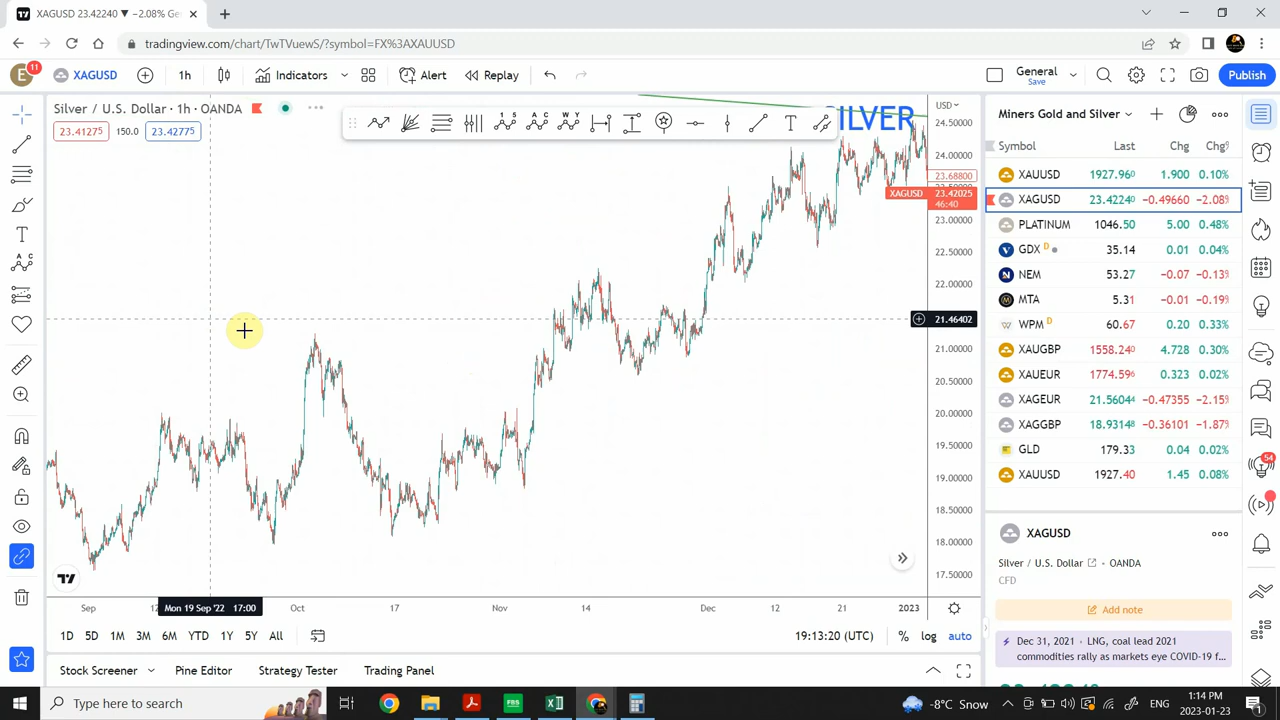 XAGUSD 23.42240 ▼ −2.08% Ge
tradingview.com/chart/TwTVuewS/?symbol=FX%3AXAUUSD
E 11 XAGUSD 1h Indicators Alert Replay General Save Publish
Silver / U.S. Dollar · 1h · OANDA
23.41275 150.0 23.42775
SILVER
USD
24.50000
24.00000
23.68800
XAGUSD 23.42025
46:40
23.00000
22.50000
22.00000
21.46402
21.00000
20.50000
20.00000
19.50000
19.00000
18.50000
18.00000
17.50000
Sep 12 Mon 19 Sep '22 17:00 Oct 17 Nov 14 Dec 12 21 2023
1D 5D 1M 3M 6M YTD 1Y 5Y All 19:13:20 (UTC) % log auto
Stock Screener Pine Editor Strategy Tester Trading Panel
Miners Gold and Silver
Symbol Last Chg Chg%
XAUUSD 1927.960 1.900 0.10%
XAGUSD 23.42240 −0.49660 −2.08%
PLATINUM 1046.50 5.00 0.48%
GDX D 35.14 0.01 0.04%
NEM 53.27 −0.07 −0.13%
MTA 5.31 −0.01 −0.19%
WPM D 60.67 0.20 0.33%
XAUGBP 1558.240 4.728 0.30%
XAUEUR 1774.596 0.323 0.02%
XAGEUR 21.56044 −0.47355 −2.15%
XAGGBP 18.93148 −0.36101 −1.87%
GLD 179.33 0.04 0.02%
XAUUSD 1927.40 1.45 0.08%
54
XAGUSD
Silver / U.S. Dollar · OANDA
CFD
Add note
Dec 31, 2021 · LNG, coal lead 2021
commodities rally as markets eye COVID-19 f...
Type here to search
-8°C Snow ENG 1:14 PM
2023-01-23 1